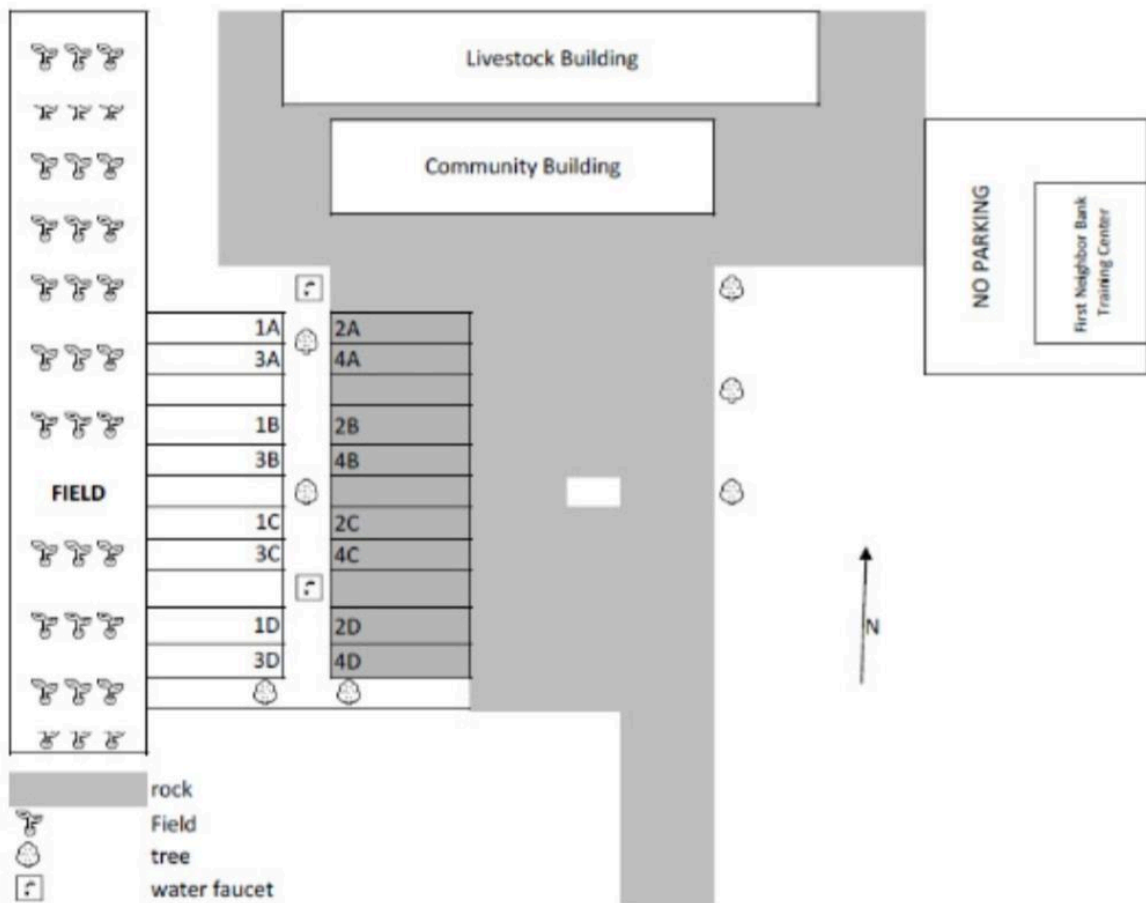 Livestock Building
Community Building
NO PARKING
First Neighbor Bank
Training Center
1A 2A
3A 4A
1B 2B
3B 4B
FIELD
1C 2C
3C 4C
1D 2D
3D 4D
N
rock
Field
tree
water faucet